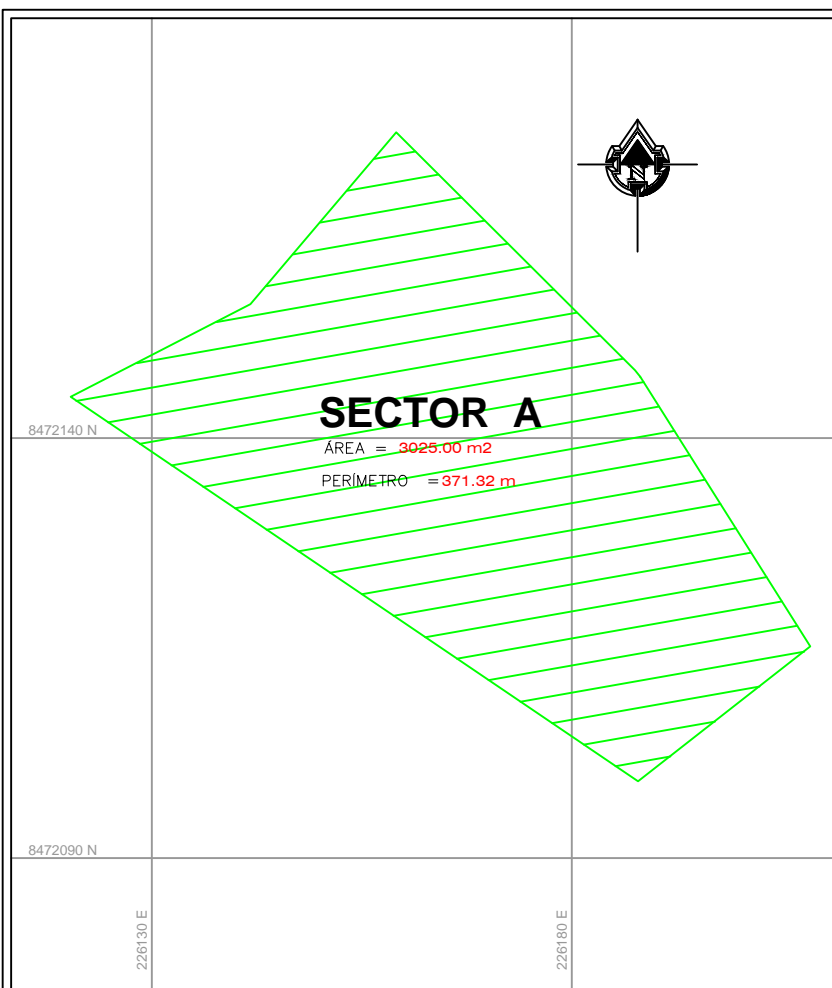 SECTOR A
8472140 N
ÁREA = 3025.00 m2
PERÍMETRO = 371.32 m
8472090 N
226130 E
226180 E